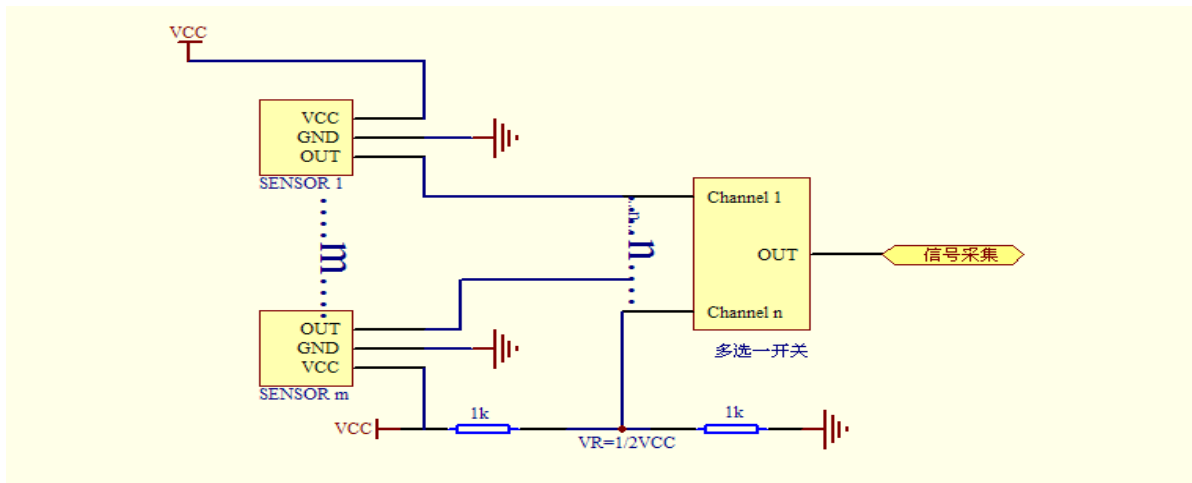 VCC
VCC
GND
OUT
SENSOR 1
m
OUT
GND
VCC
SENSOR m
n
Channel 1
OUT
Channel n
信号采集
多选一开关
VCC
1k
VR=1/2VCC
1k